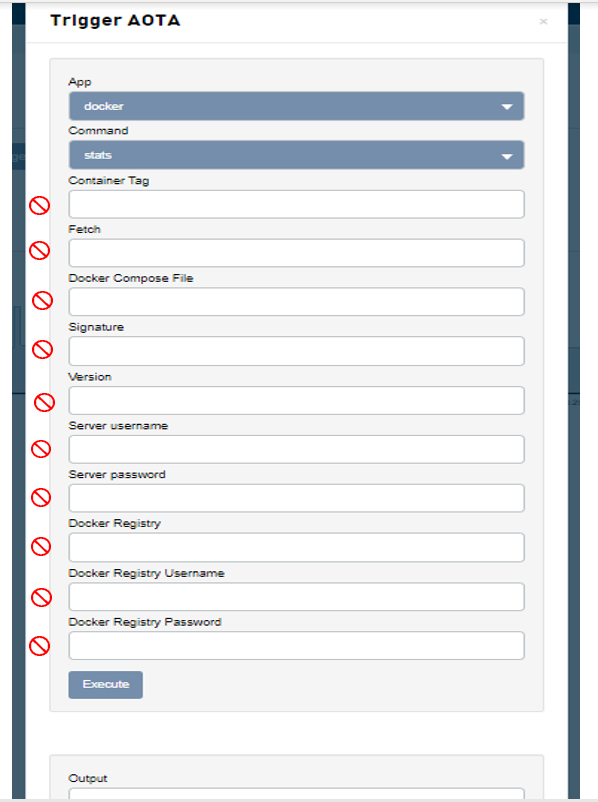 Trigger AOTA
×
App
docker
Command
stats
Container Tag
Fetch
Docker Compose File
Signature
Version
Server username
Server password
Docker Registry
Docker Registry Username
Docker Registry Password
Execute
Output